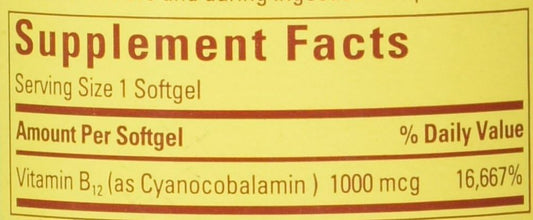 Supplement Facts
Serving Size 1 Softgel
Amount Per Softgel % Daily Value
Vitamin B₁₂ (as Cyanocobalamin ) 1000 mcg 16,667%